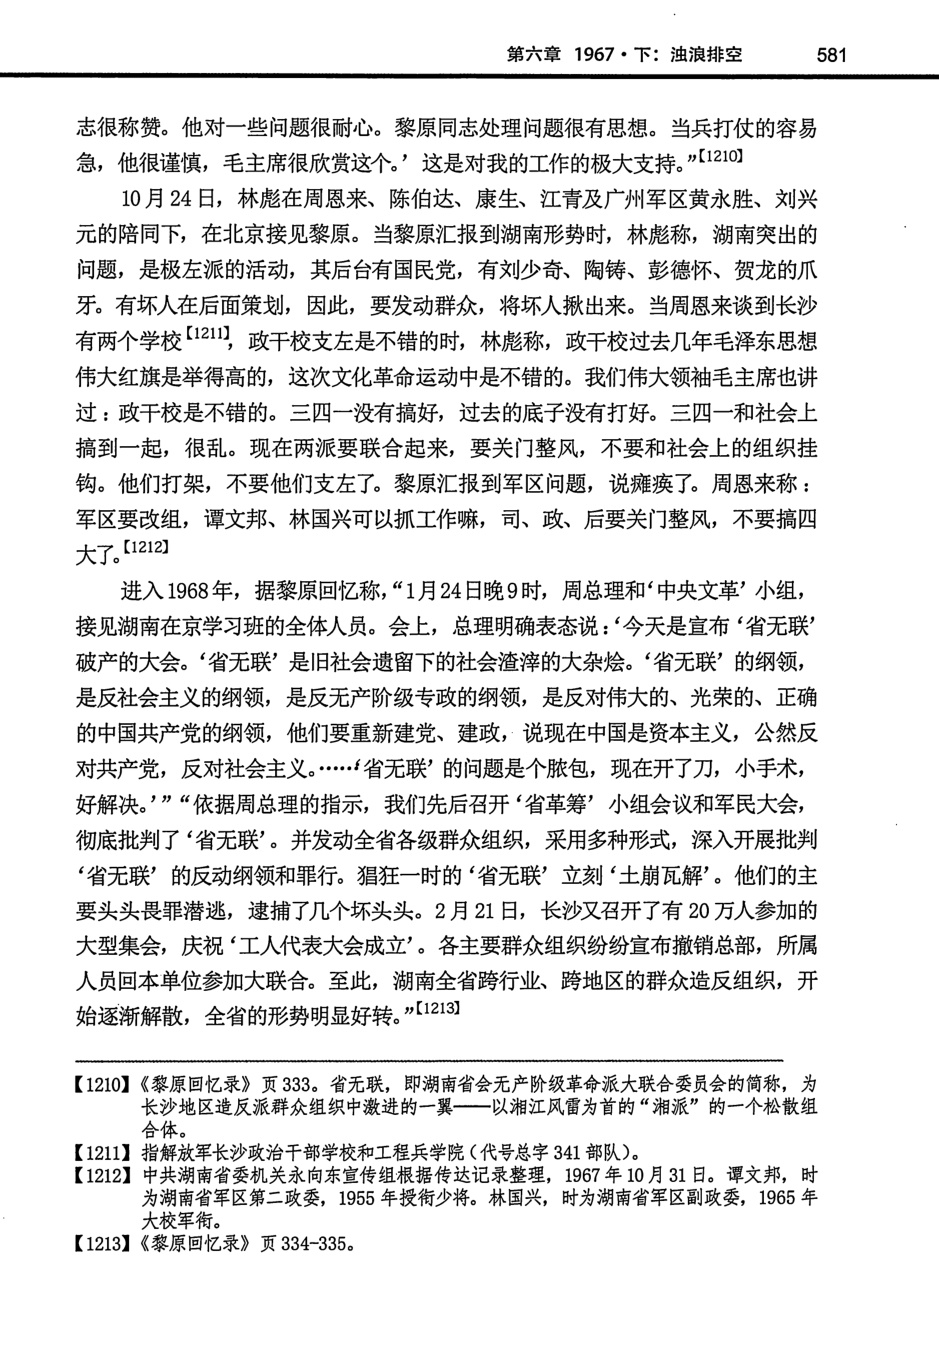 第六章 1967·下：浊浪排空 581
志很称赞。他对一些问题很耐心。黎原同志处理问题很有思想。当兵打仗的容易
急，他很谨慎，毛主席很欣赏这个。’这是对我的工作的极大支持。”【1210】
10月24日，林彪在周恩来、陈伯达、康生、江青及广州军区黄永胜、刘兴
元的陪同下，在北京接见黎原。当黎原汇报到湖南形势时，林彪称，湖南突出的
问题，是极左派的活动，其后台有国民党，有刘少奇、陶铸、彭德怀、贺龙的爪
牙。有坏人在后面策划，因此，要发动群众，将坏人揪出来。当周恩来谈到长沙
有两个学校【1211】，政干校支左是不错的时，林彪称，政干校过去几年毛泽东思想
伟大红旗是举得高的，这次文化革命运动中是不错的。我们伟大领袖毛主席也讲
过：政干校是不错的。三四一没有搞好，过去的底子没有打好。三四一和社会上
搞到一起，很乱。现在两派要联合起来，要关门整风，不要和社会上的组织挂
钩。他们打架，不要他们支左了。黎原汇报到军区问题，说瘫痪了。周恩来称：
军区要改组，谭文邦、林国兴可以抓工作嘛，司、政、后要关门整风，不要搞四
大了。【1212】
进入1968年，据黎原回忆称，“1月24日晚9时，周总理和‘中央文革’小组，
接见湖南在京学习班的全体人员。会上，总理明确表态说：‘今天是宣布‘省无联’
破产的大会。‘省无联’是旧社会遗留下的社会渣滓的大杂烩。‘省无联’的纲领，
是反社会主义的纲领，是反无产阶级专政的纲领，是反对伟大的、光荣的、正确
的中国共产党的纲领，他们要重新建党、建政，说现在中国是资本主义，公然反
对共产党，反对社会主义。……‘省无联’的问题是个脓包，现在开了刀，小手术，
好解决。’”“依据周总理的指示，我们先后召开‘省革筹’小组会议和军民大会，
彻底批判了‘省无联’。并发动全省各级群众组织，采用多种形式，深入开展批判
‘省无联’的反动纲领和罪行。猖狂一时的‘省无联’立刻‘土崩瓦解’。他们的主
要头头畏罪潜逃，逮捕了几个坏头头。2月21日，长沙又召开了有20万人参加的
大型集会，庆祝‘工人代表大会成立’。各主要群众组织纷纷宣布撤销总部，所属
人员回本单位参加大联合。至此，湖南全省跨行业、跨地区的群众造反组织，开
始逐渐解散，全省的形势明显好转。”【1213】
【1210】《黎原回忆录》页333。省无联，即湖南省会无产阶级革命派大联合委员会的简称，为
长沙地区造反派群众组织中激进的一翼——以湘江风雷为首的“湘派”的一个松散组
合体。
【1211】指解放军长沙政治干部学校和工程兵学院（代号总字341部队）。
【1212】中共湖南省委机关永向东宣传组根据传达记录整理，1967年10月31日。谭文邦，时
为湖南省军区第二政委，1955年授衔少将。林国兴，时为湖南省军区副政委，1965年
大校军衔。
【1213】《黎原回忆录》页334-335。